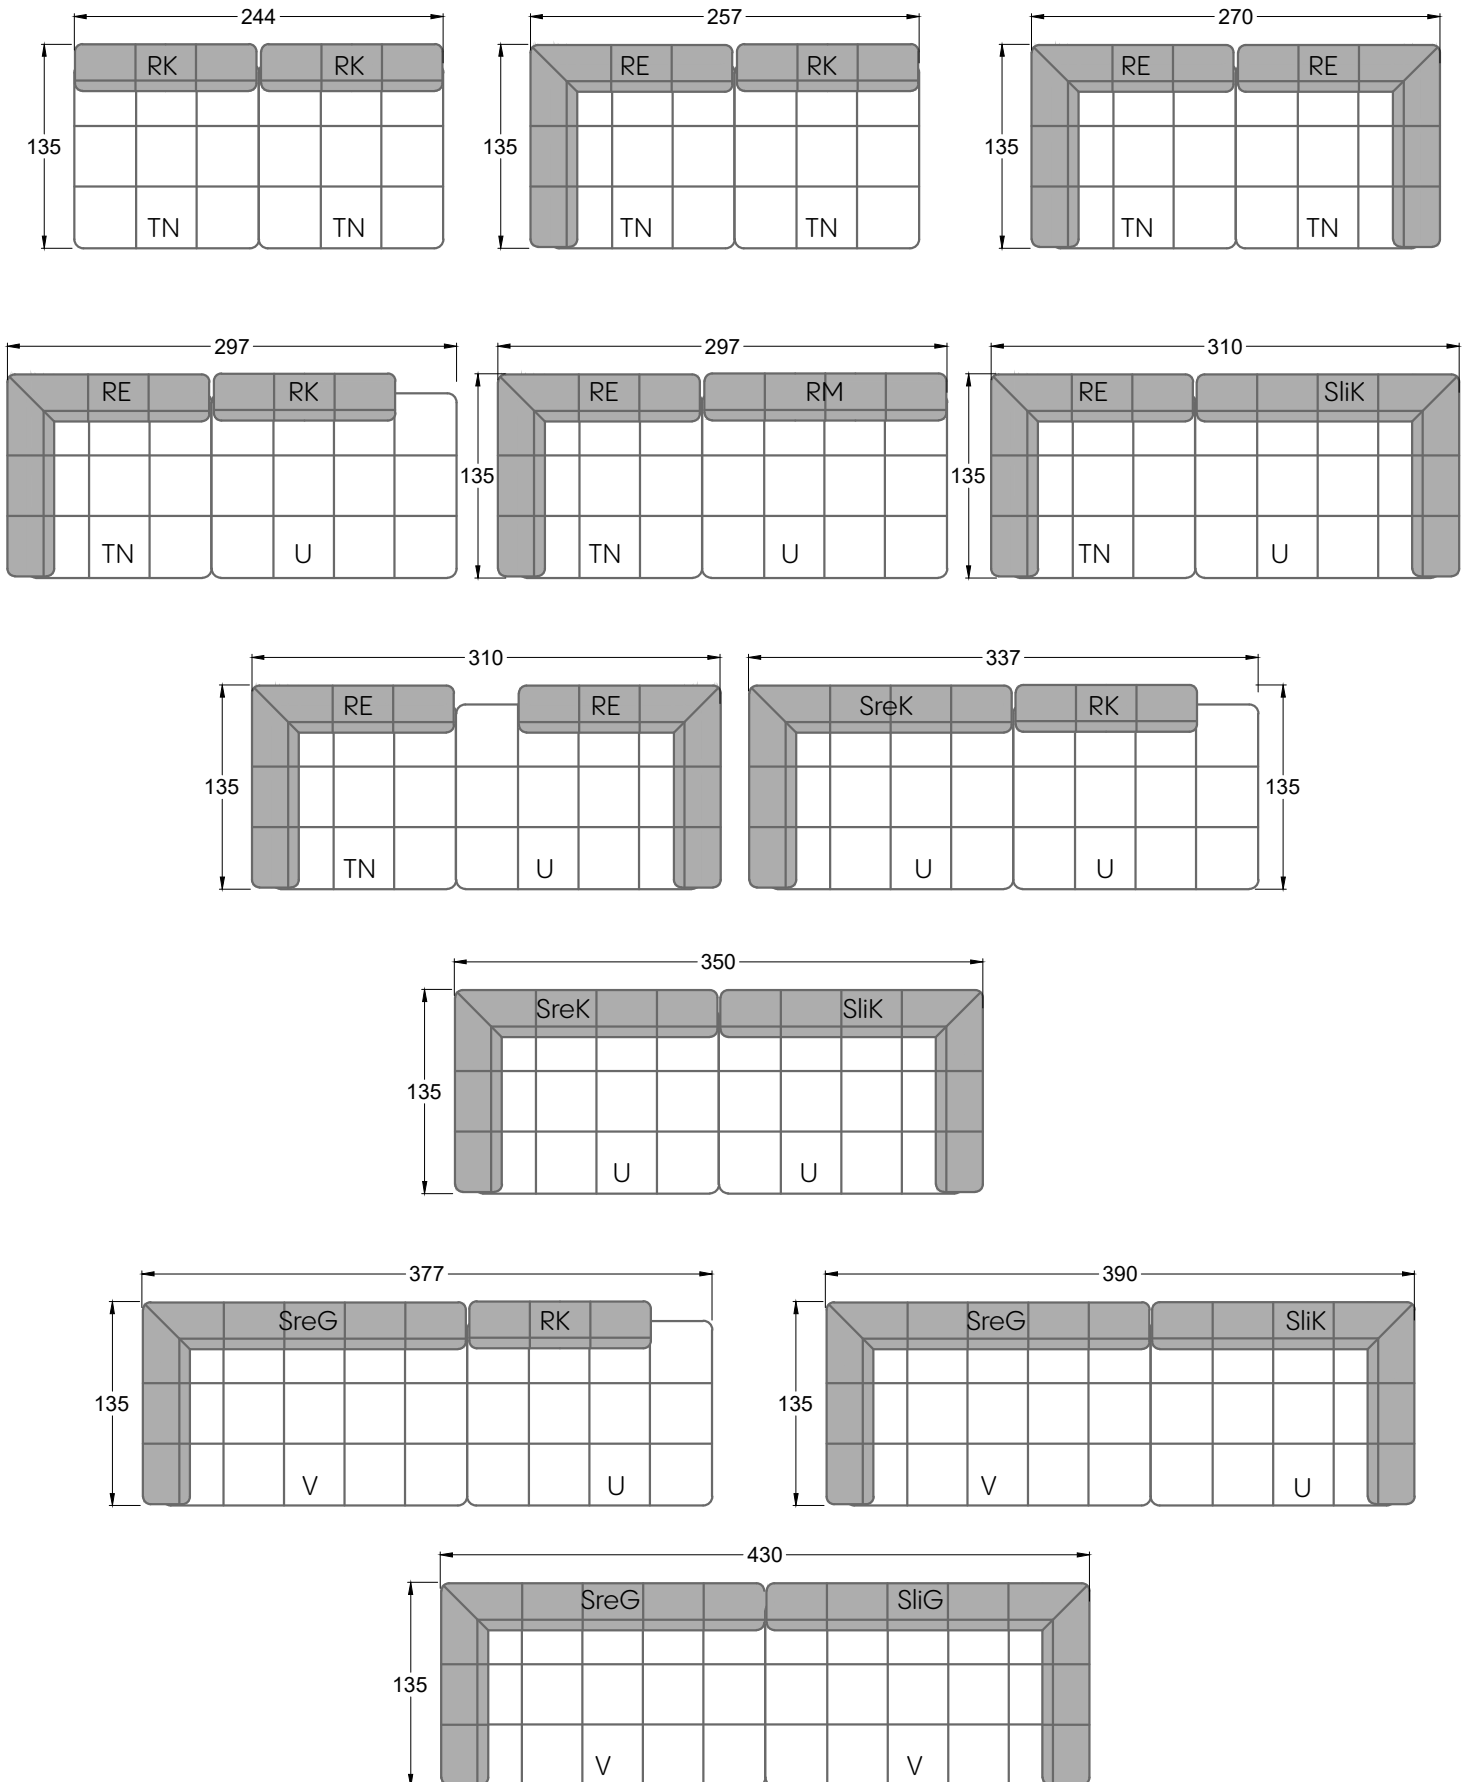 244 257 270
RK RK RE RK RE RE
135 135 135
TN TN TN TN TN TN
297 297 310
RE RK RE RM RE SliK
135 135
TN U TN U TN U
310 337
RE RE SreK RK
135 135
TN U U U
350
SreK SliK
135
U U
377 390
SreG RK SreG SliK
135 135
V U V U
430
SreG SliG
135
V V